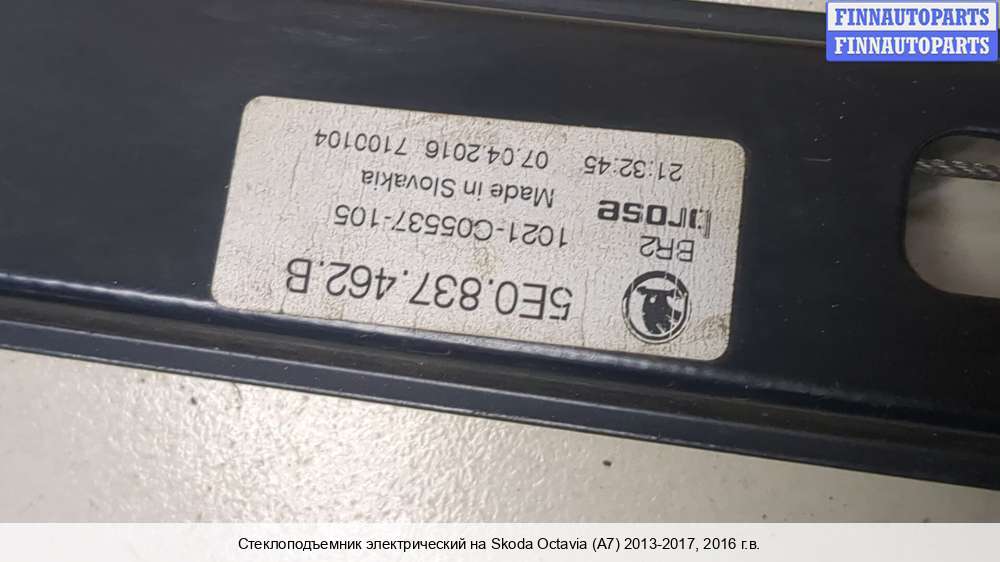 FINNAUTOPARTS
FINNAUTOPARTS
5E0.837.462.B
BR2 1021-C05537-105
brose Made in Slovakia
21:32:45 07.04.2016 7100104
Стеклоподъемник электрический на Skoda Octavia (A7) 2013-2017, 2016 г.в.